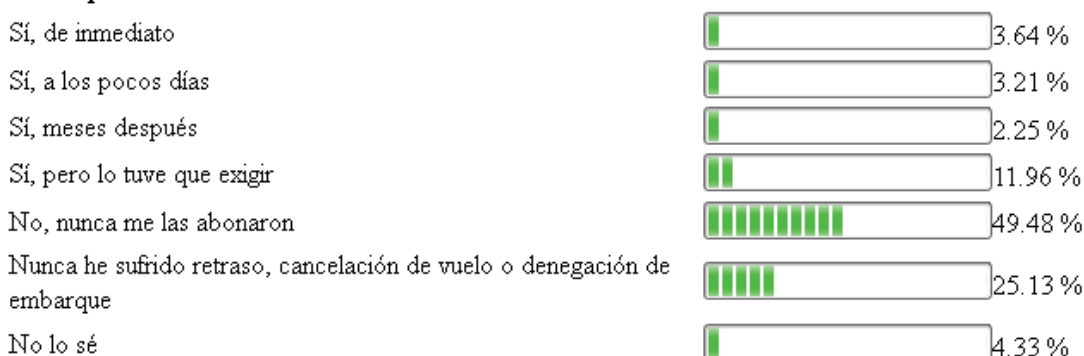 Sí, de inmediato 3.64 %
Sí, a los pocos días 3.21 %
Sí, meses después 2.25 %
Sí, pero lo tuve que exigir 11.96 %
No, nunca me las abonaron 49.48 %
Nunca he sufrido retraso, cancelación de vuelo o denegación de
embarque 25.13 %
No lo sé 4.33 %